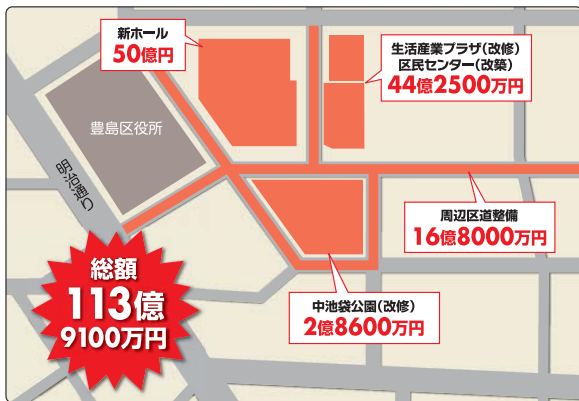 新ホール
50億円
生活産業プラザ(改修)
区民センター(改築)
44億2500万円
豊島区役所
明治通り
周辺区道整備
16億8000万円
総額
113億
9100万円
中池袋公園(改修)
2億8600万円